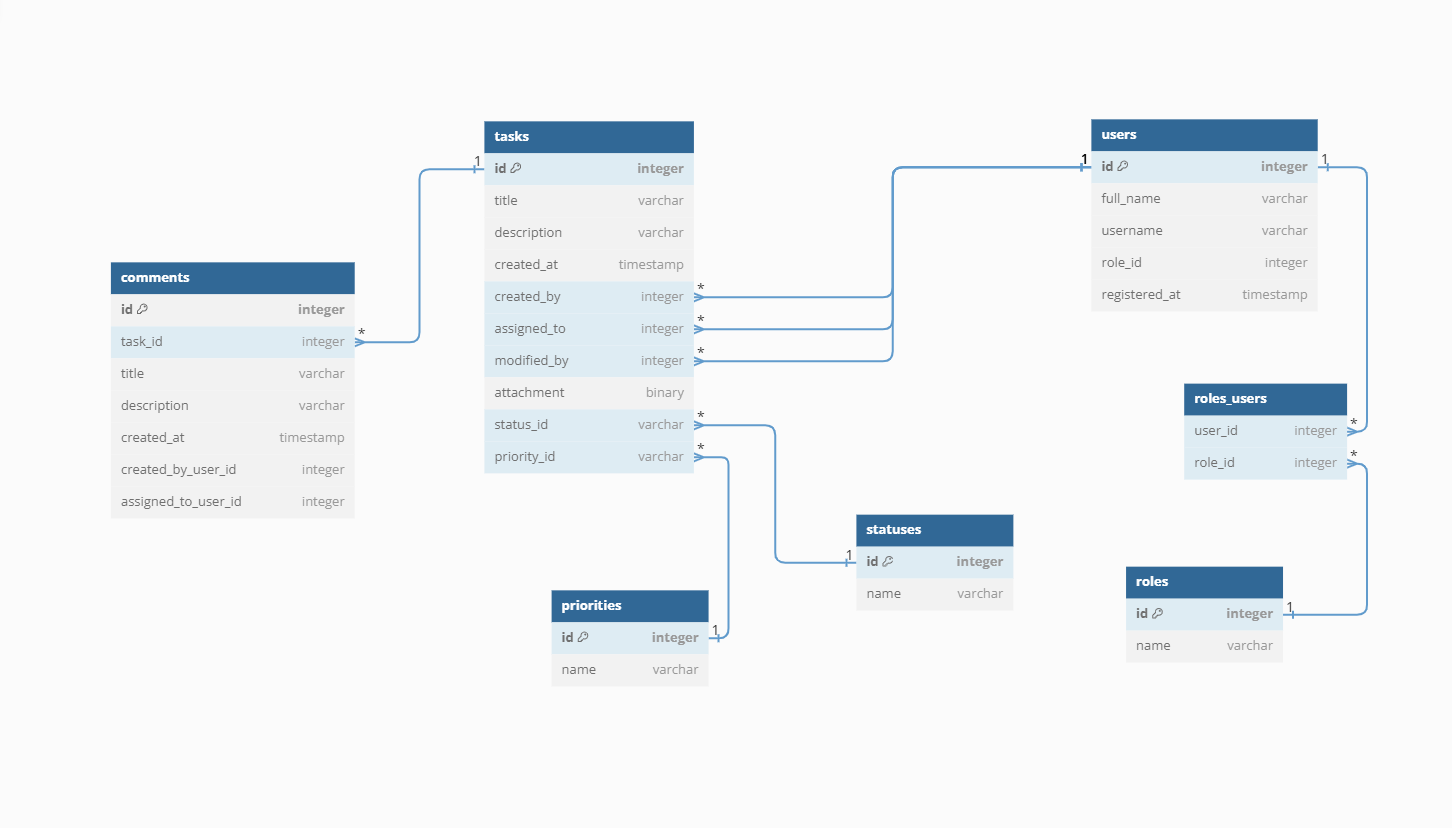 comments
id integer
task_id integer
title varchar
description varchar
created_at timestamp
created_by_user_id integer
assigned_to_user_id integer
*
1
tasks
id integer
title varchar
description varchar
created_at timestamp
created_by integer
assigned_to integer
modified_by integer
attachment binary
status_id varchar
priority_id varchar
*
*
*
*
*
priorities
id integer
name varchar
1
statuses
id integer
name varchar
1
users
id integer
full_name varchar
username varchar
role_id integer
registered_at timestamp
1
1
roles_users
user_id integer
role_id integer
*
*
roles
id integer
name varchar
1